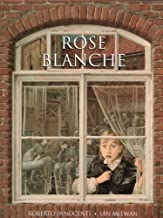 ROSE
BLANCHE
ROBERTO INNOCENTI • IAN McEWAN